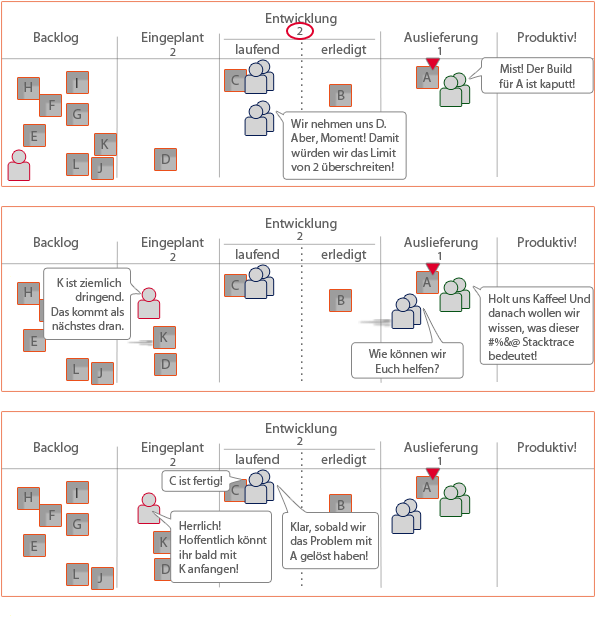 Entwicklung
2
Backlog
Eingeplant
2
laufend
erledigt
Auslieferung
1
Produktiv!
H
I
F
G
E
K
L
J
D
C
B
A
Mist! Der Build
für A ist kaputt!
Wir nehmen uns D.
Aber, Moment! Damit
würden wir das Limit
von 2 überschreiten!
Entwicklung
2
Backlog
Eingeplant
2
laufend
erledigt
Auslieferung
1
Produktiv!
K ist ziemlich
dringend.
Das kommt als
nächstes dran.
H
E
L
J
K
D
C
B
A
Holt uns Kaffee! Und
danach wollen wir
wissen, was dieser
#%&@ Stacktrace
bedeutet!
Wie können wir
Euch helfen?
Entwicklung
2
Backlog
Eingeplant
2
laufend
erledigt
Auslieferung
1
Produktiv!
H
I
F
G
E
L
J
K
D
C ist fertig!
C
B
A
Herrlich!
Hoffentlich könnt
ihr bald mit
K anfangen!
Klar, sobald wir
das Problem mit
A gelöst haben!